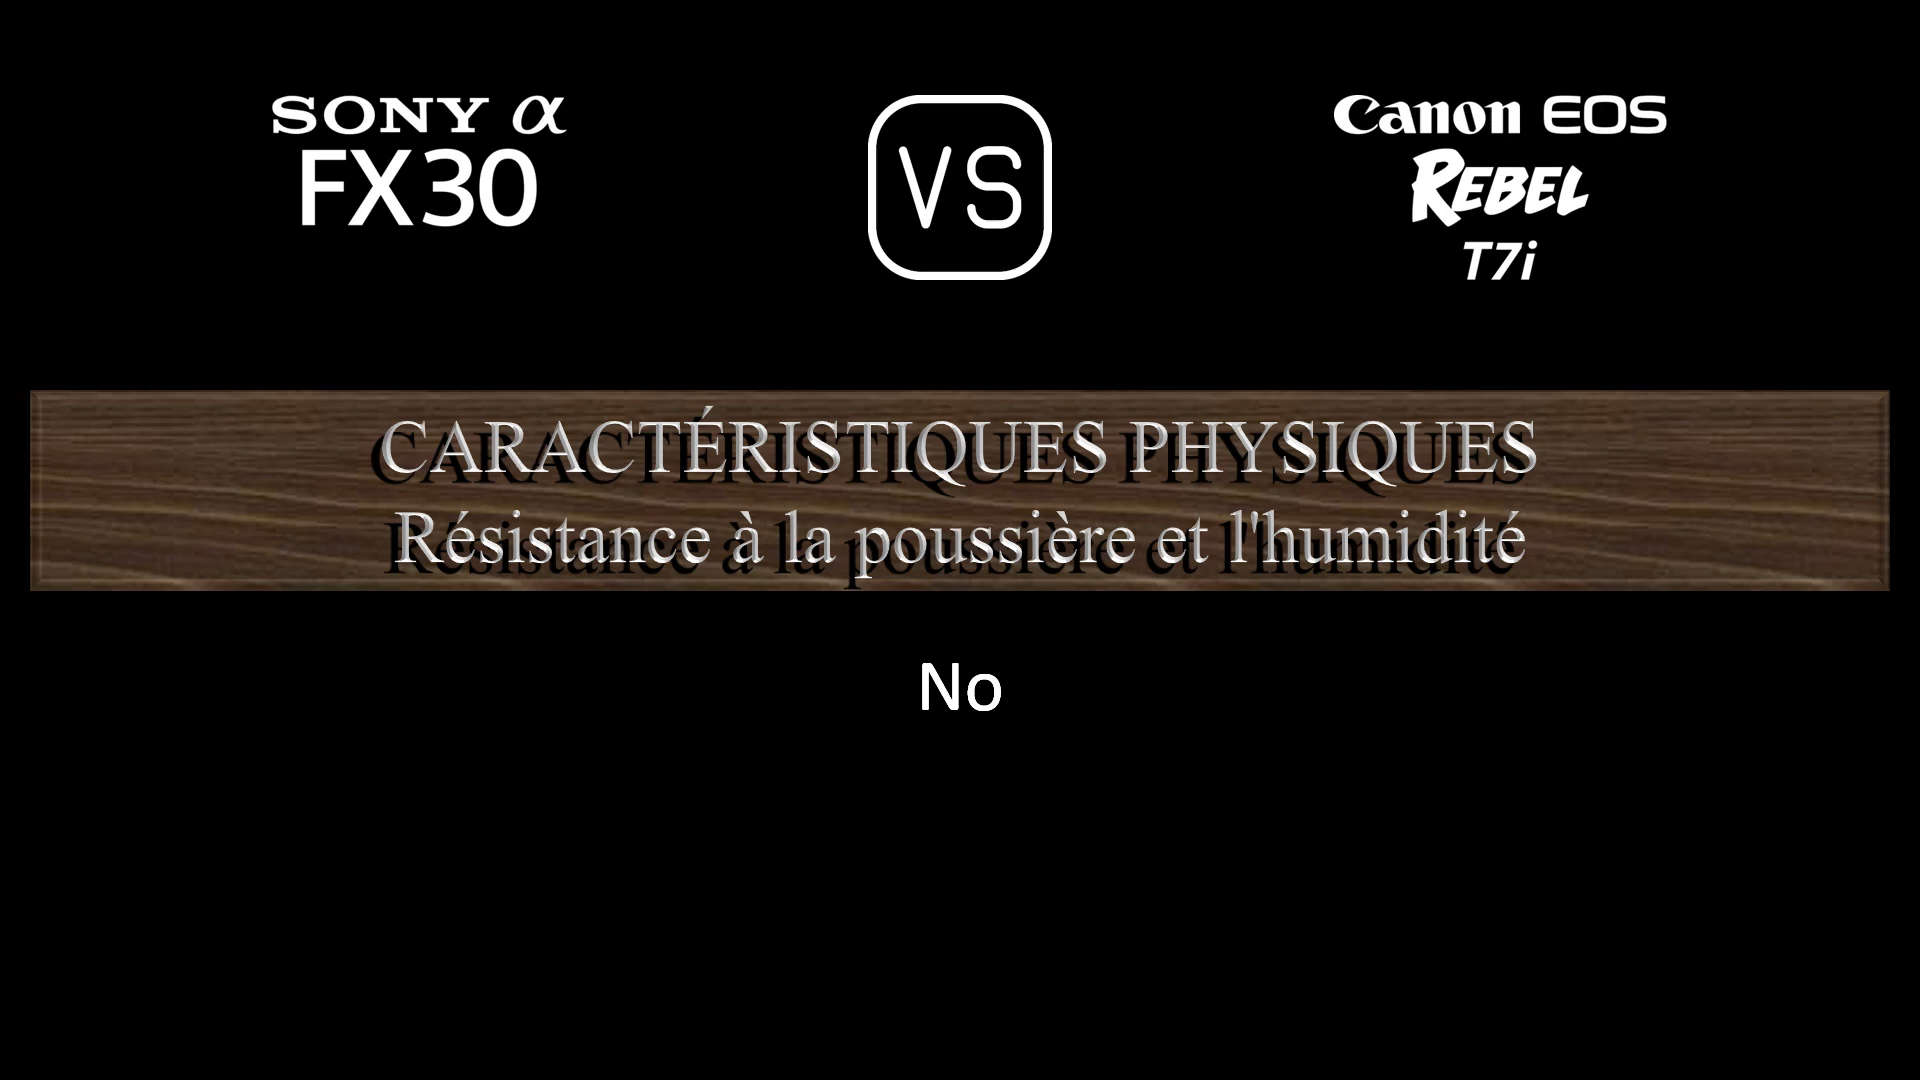 SONY α
FX30
VS
Canon EOS
REBEL
T7i
CARACTÉRISTIQUES PHYSIQUES
Résistance à la poussière et l'humidité
No